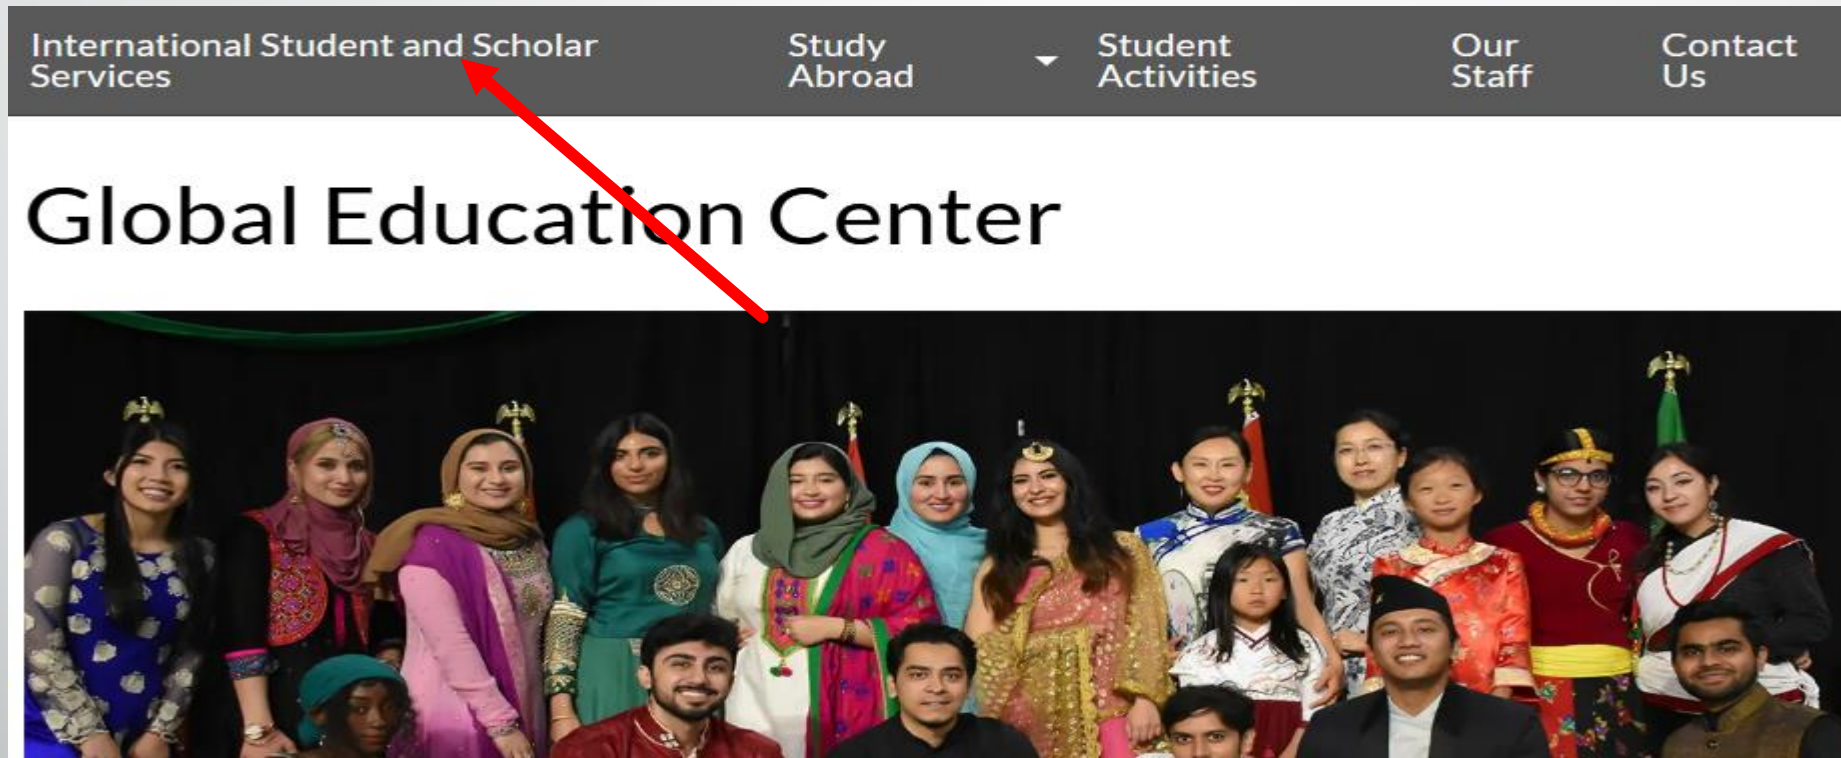 International Student and Scholar
Services
Study
Abroad
Student
Activities
Our
Staff
Contact
Us
Global Education Center